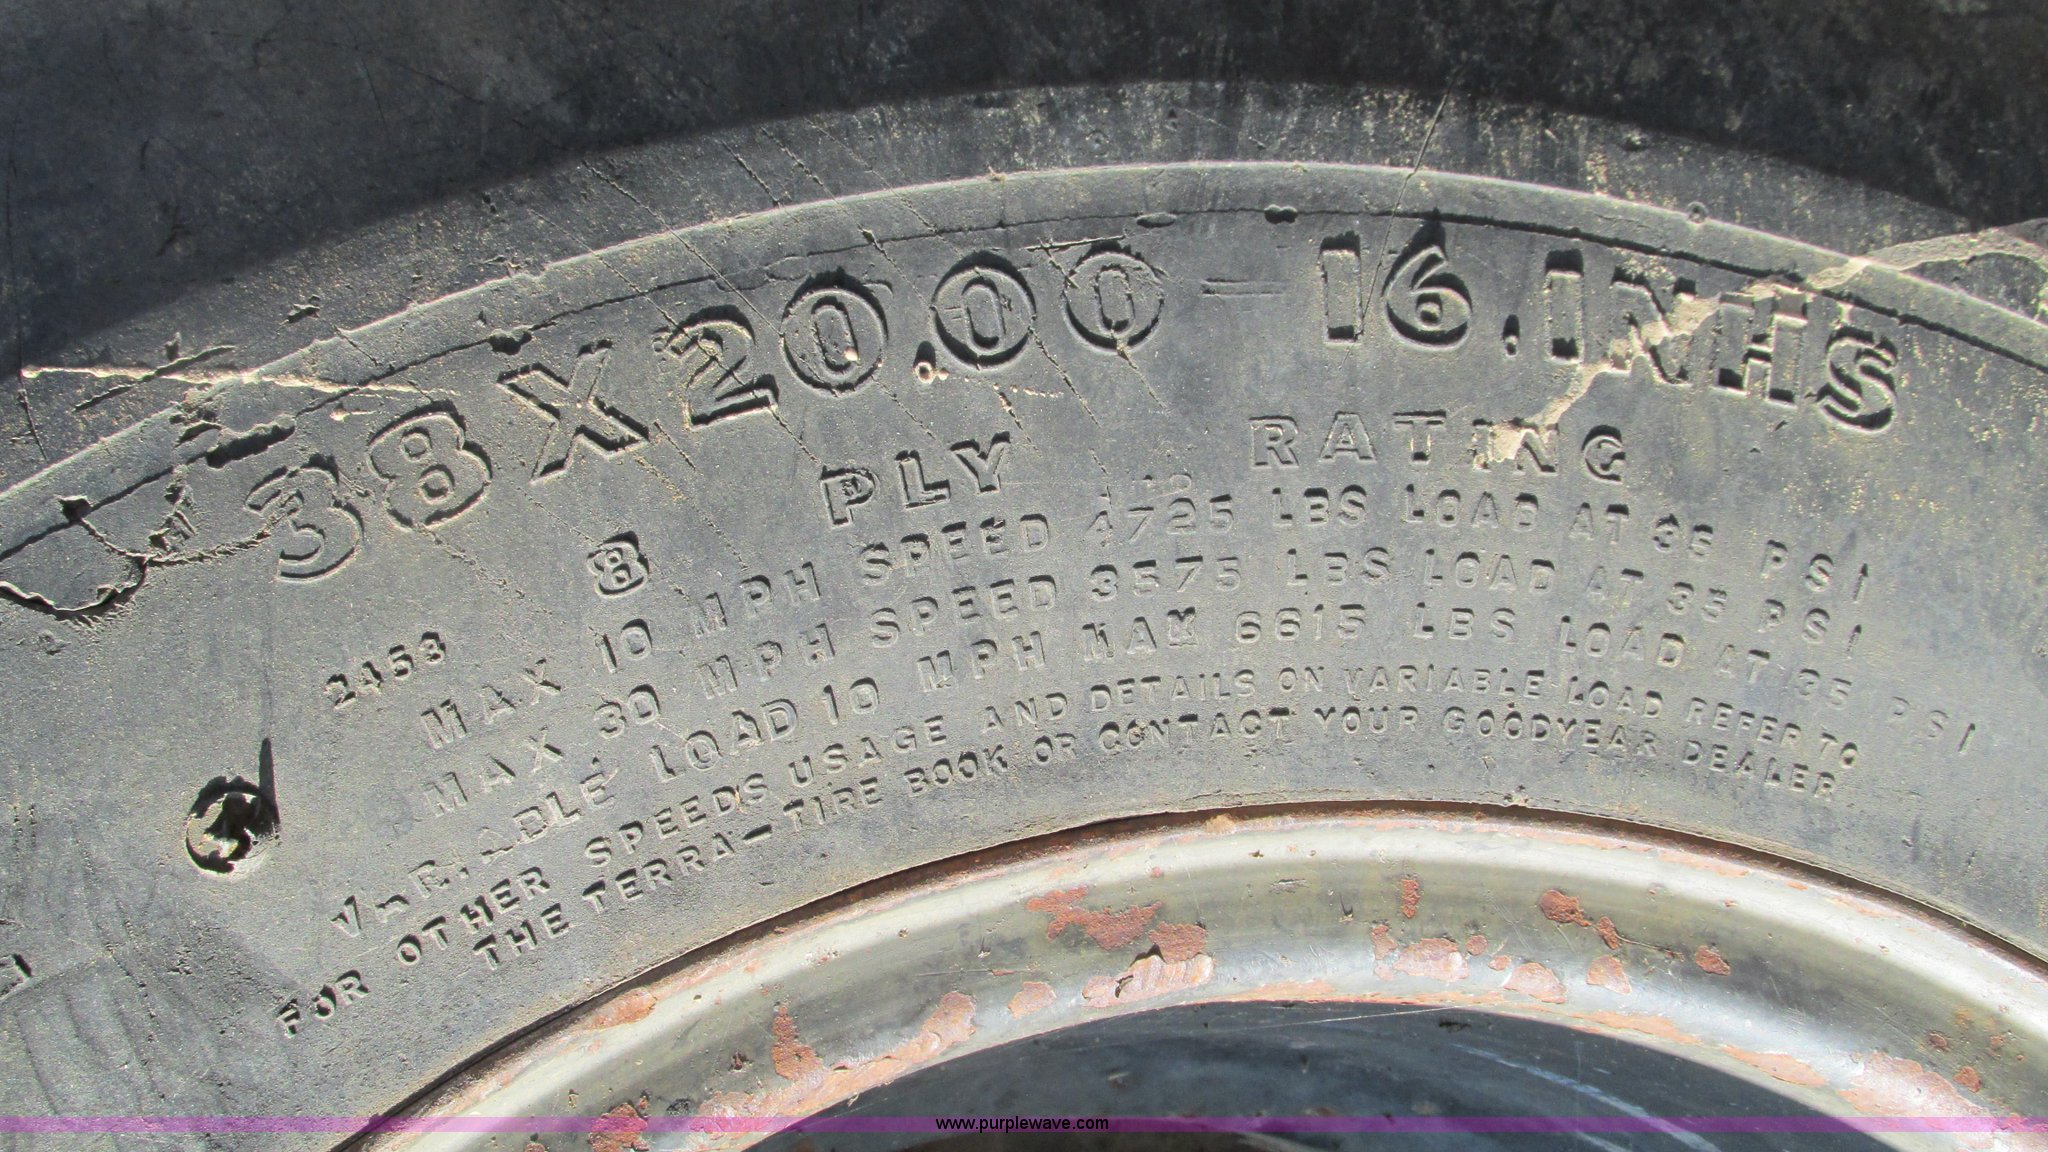 38X20.00-16.1NHS
8 PLY RATING
2453
MAX 10 MPH SPEED 4725 LBS LOAD AT 35 PSI
MAX 30 MPH SPEED 3575 LBS LOAD AT 35 PSI
VARIABLE LOAD 10 MPH MAX 6615 LBS LOAD AT 35 PSI
FOR OTHER SPEEDS USAGE AND DETAILS ON VARIABLE LOAD REFER TO
THE TERRA-TIRE BOOK OR CONTACT YOUR GOODYEAR DEALER
www.purplewave.com